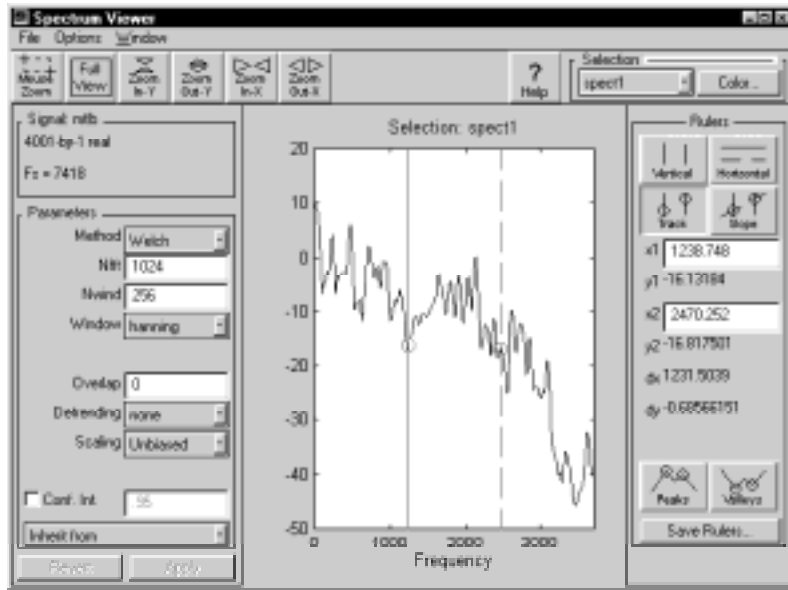 Spectrum Viewer
File Options Window
Mouse Zoom
Full View
Zoom In-Y
Zoom Out-Y
Zoom In-X
Zoom Out-X
? Help
Selection
spect1
Color...
Signal: mtlb
4001-by-1 real
Fs = 7418
Parameters
Method Welch
Nfft 1024
Nwind 256
Window hanning
Overlap 0
Detrending none
Scaling Unbiased
Conf. Int. .95
Inherit from
Revert Apply
Selection: spect1
20
10
0
-10
-20
-30
-40
-50
0 1000 2000 3000
Frequency
Rulers
Vertical Horizontal
Track Slope
x1 1238.748
y1 -16.13184
x2 2470.252
y2 -16.817501
dx 1231.5039
dy -0.68566151
Peaks Valleys
Save Rulers...